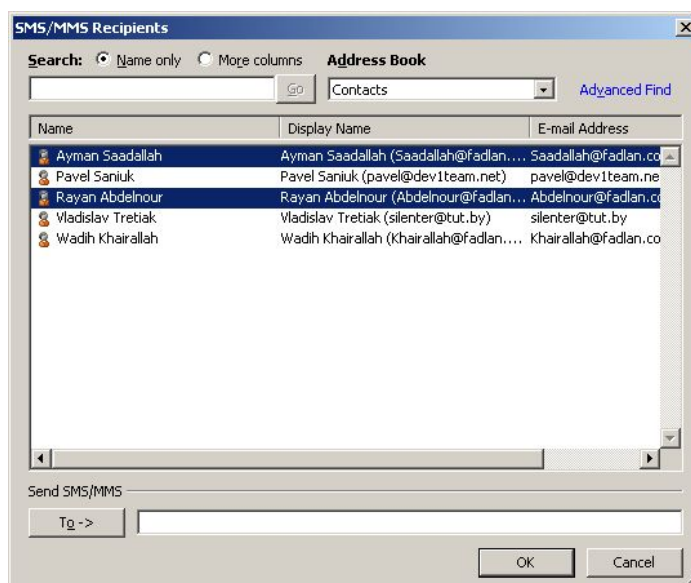 SMS/MMS Recipients
Search: Name only More columns Address Book
Go Contacts Advanced Find
Name Display Name E-mail Address
Ayman Saadallah Ayman Saadallah (Saadallah@fadlan.... Saadallah@fadlan.co
Pavel Saniuk Pavel Saniuk (pavel@dev1team.net) pavel@dev1team.ne
Rayan Abdelnour Rayan Abdelnour (Abdelnour@fadlan... Abdelnour@fadlan.co
Vladislav Tretiak Vladislav Tretiak (silenter@tut.by) silenter@tut.by
Wadih Khairallah Wadih Khairallah (Khairallah@fadlan.... Khairallah@fadlan.co
Send SMS/MMS
To ->
OK Cancel